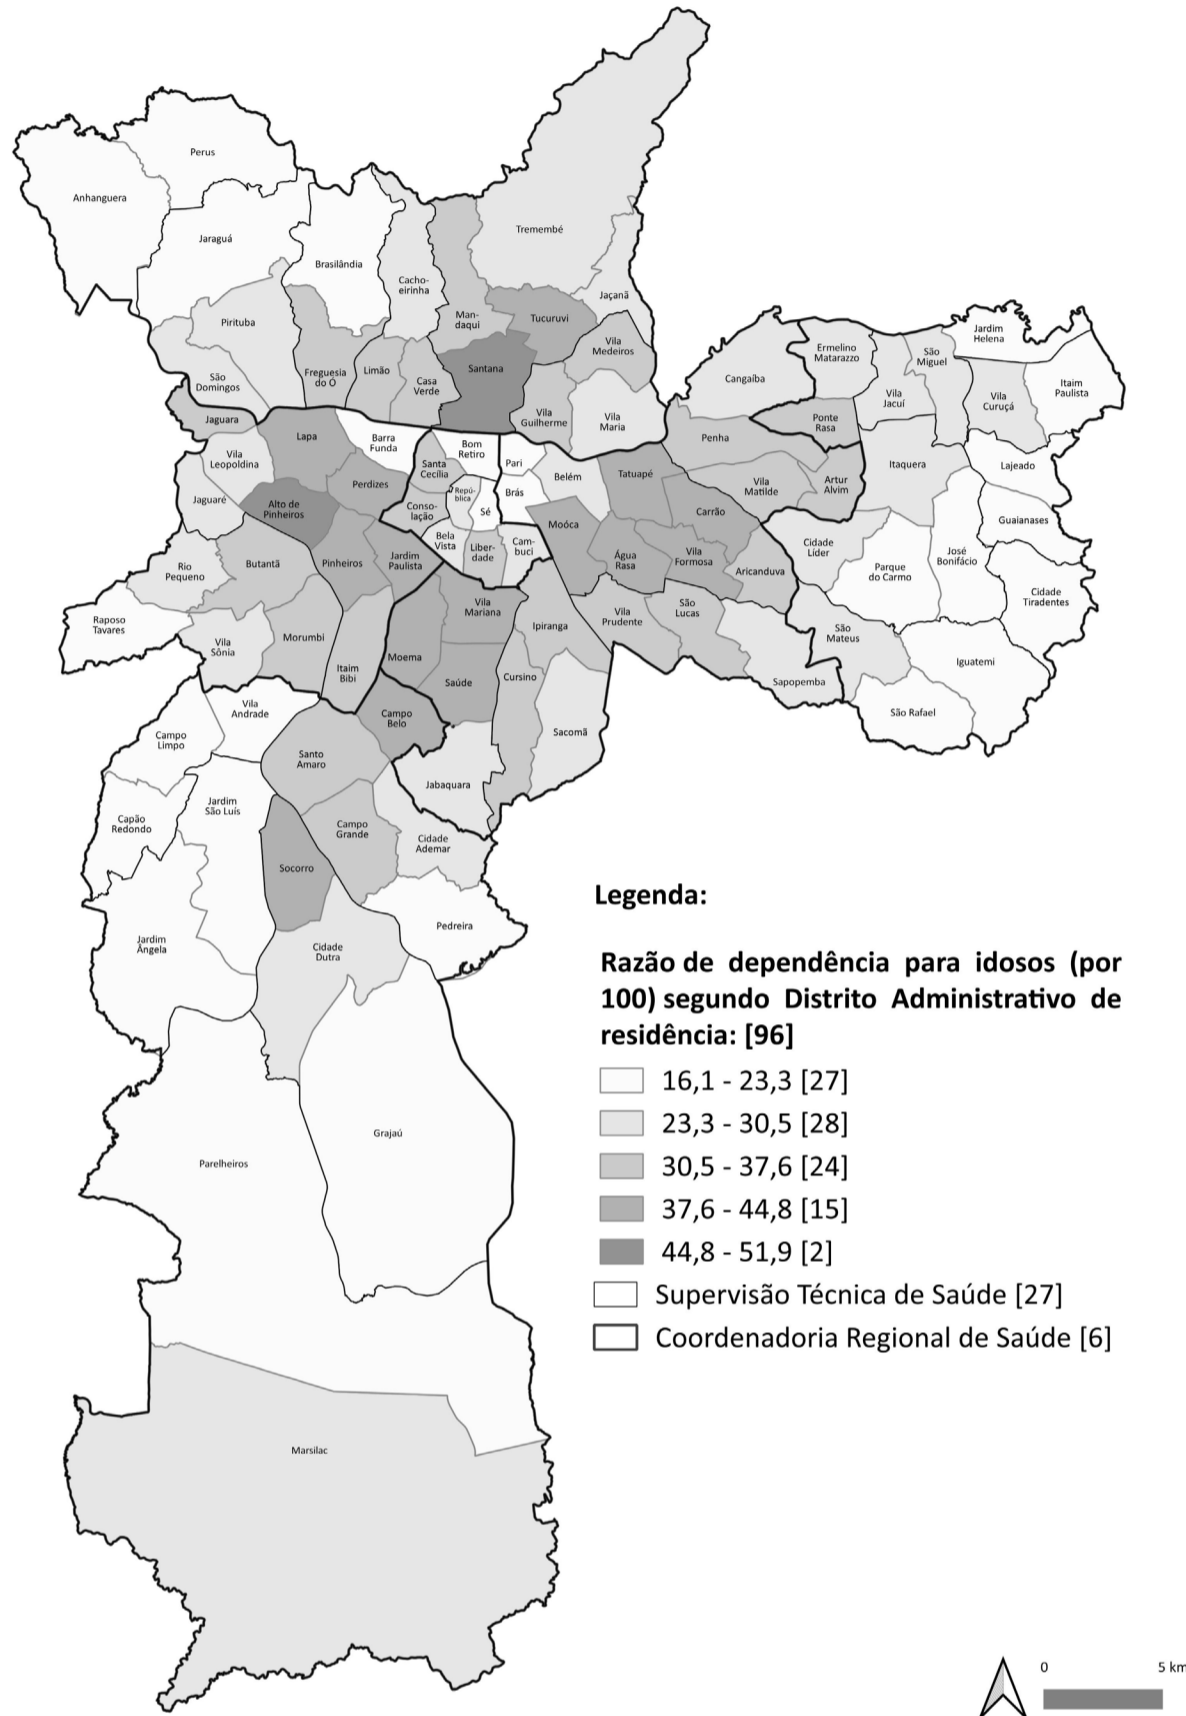 Perus
Anhanguera
Jaraguá
Tremembé
Brasilândia
Cacho-
eirinha
Jaçanã
Pirituba
Man-
daqui
Tucuruvi
Jardim
Helena
Vila
Medeiros
Ermelino
Matarazzo
São
Miguel
São
Domingos
Freguesia
do Ó
Limão
Casa
Verde
Santana
Cangaíba
Vila
Jacuí
Vila
Curuçá
Itaim
Paulista
Jaguara
Vila
Guilherme
Vila
Maria
Ponte
Rasa
Lapa
Barra
Funda
Bom
Retiro
Penha
Vila
Leopoldina
Santa
Cecília
Pari
Belém
Tatuapé
Itaquera
Lajeado
Perdizes
Vila
Matilde
Artur
Alvim
Jaguaré
Alto de
Pinheiros
Conso-
lação
Repú-
blica
Sé
Brás
Carrão
Guaianases
Bela
Vista
Liber-
dade
Cam-
buci
Moóca
Cidade
Líder
Rio
Pequeno
Butantã
Pinheiros
Jardim
Paulista
Água
Rasa
Vila
Formosa
Aricanduva
Parque
do Carmo
José
Bonifácio
Cidade
Tiradentes
Raposo
Tavares
Vila
Sônia
Morumbi
Vila
Mariana
Ipiranga
Vila
Prudente
São
Lucas
São
Mateus
Iguatemi
Itaim
Bibi
Moema
Saúde
Cursino
Sapopemba
São Rafael
Vila
Andrade
Campo
Belo
Campo
Limpo
Santo
Amaro
Sacomã
Jabaquara
Jardim
São Luís
Capão
Redondo
Campo
Grande
Cidade
Ademar
Socorro
Jardim
Ângela
Cidade
Dutra
Pedreira
Grajaú
Parelheiros
Marsilac
Legenda:
Razão de dependência para idosos (por
100) segundo Distrito Administrativo de
residência: [96]
16,1 - 23,3 [27]
23,3 - 30,5 [28]
30,5 - 37,6 [24]
37,6 - 44,8 [15]
44,8 - 51,9 [2]
Supervisão Técnica de Saúde [27]
Coordenadoria Regional de Saúde [6]
0 5 km